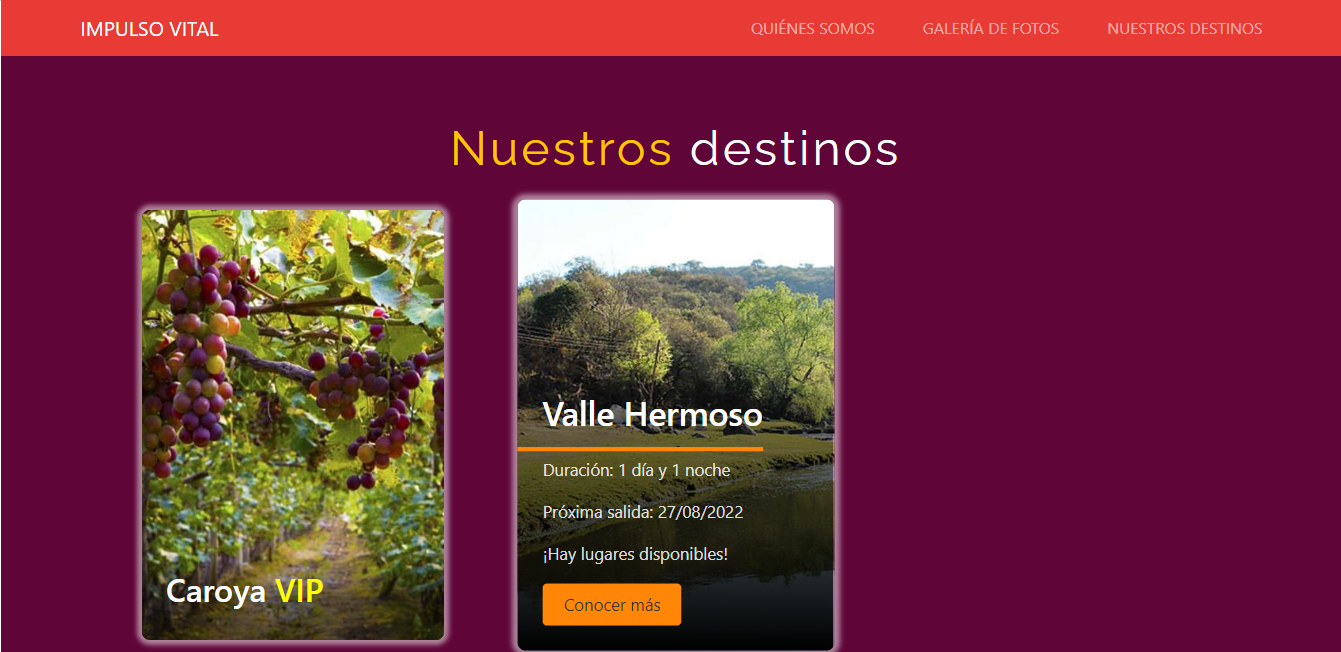 IMPULSO VITAL
QUIÉNES SOMOS
GALERÍA DE FOTOS
NUESTROS DESTINOS
Nuestros destinos
Caroya VIP
Valle Hermoso
Duración: 1 día y 1 noche
Próxima salida: 27/08/2022
¡Hay lugares disponibles!
Conocer más